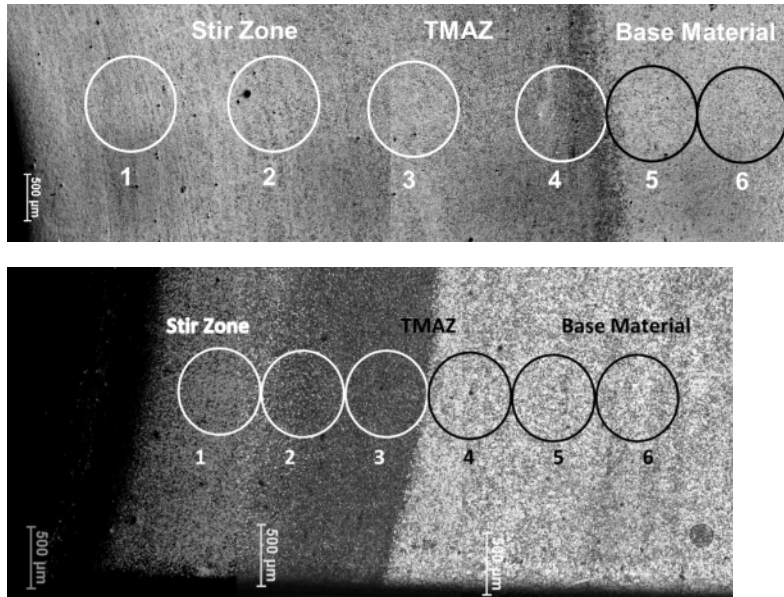 Stir Zone TMAZ Base Material
1 2 3 4 5 6
500 µm
Stir Zone TMAZ Base Material
1 2 3 4 5 6
500 µm 500 µm 500 µm